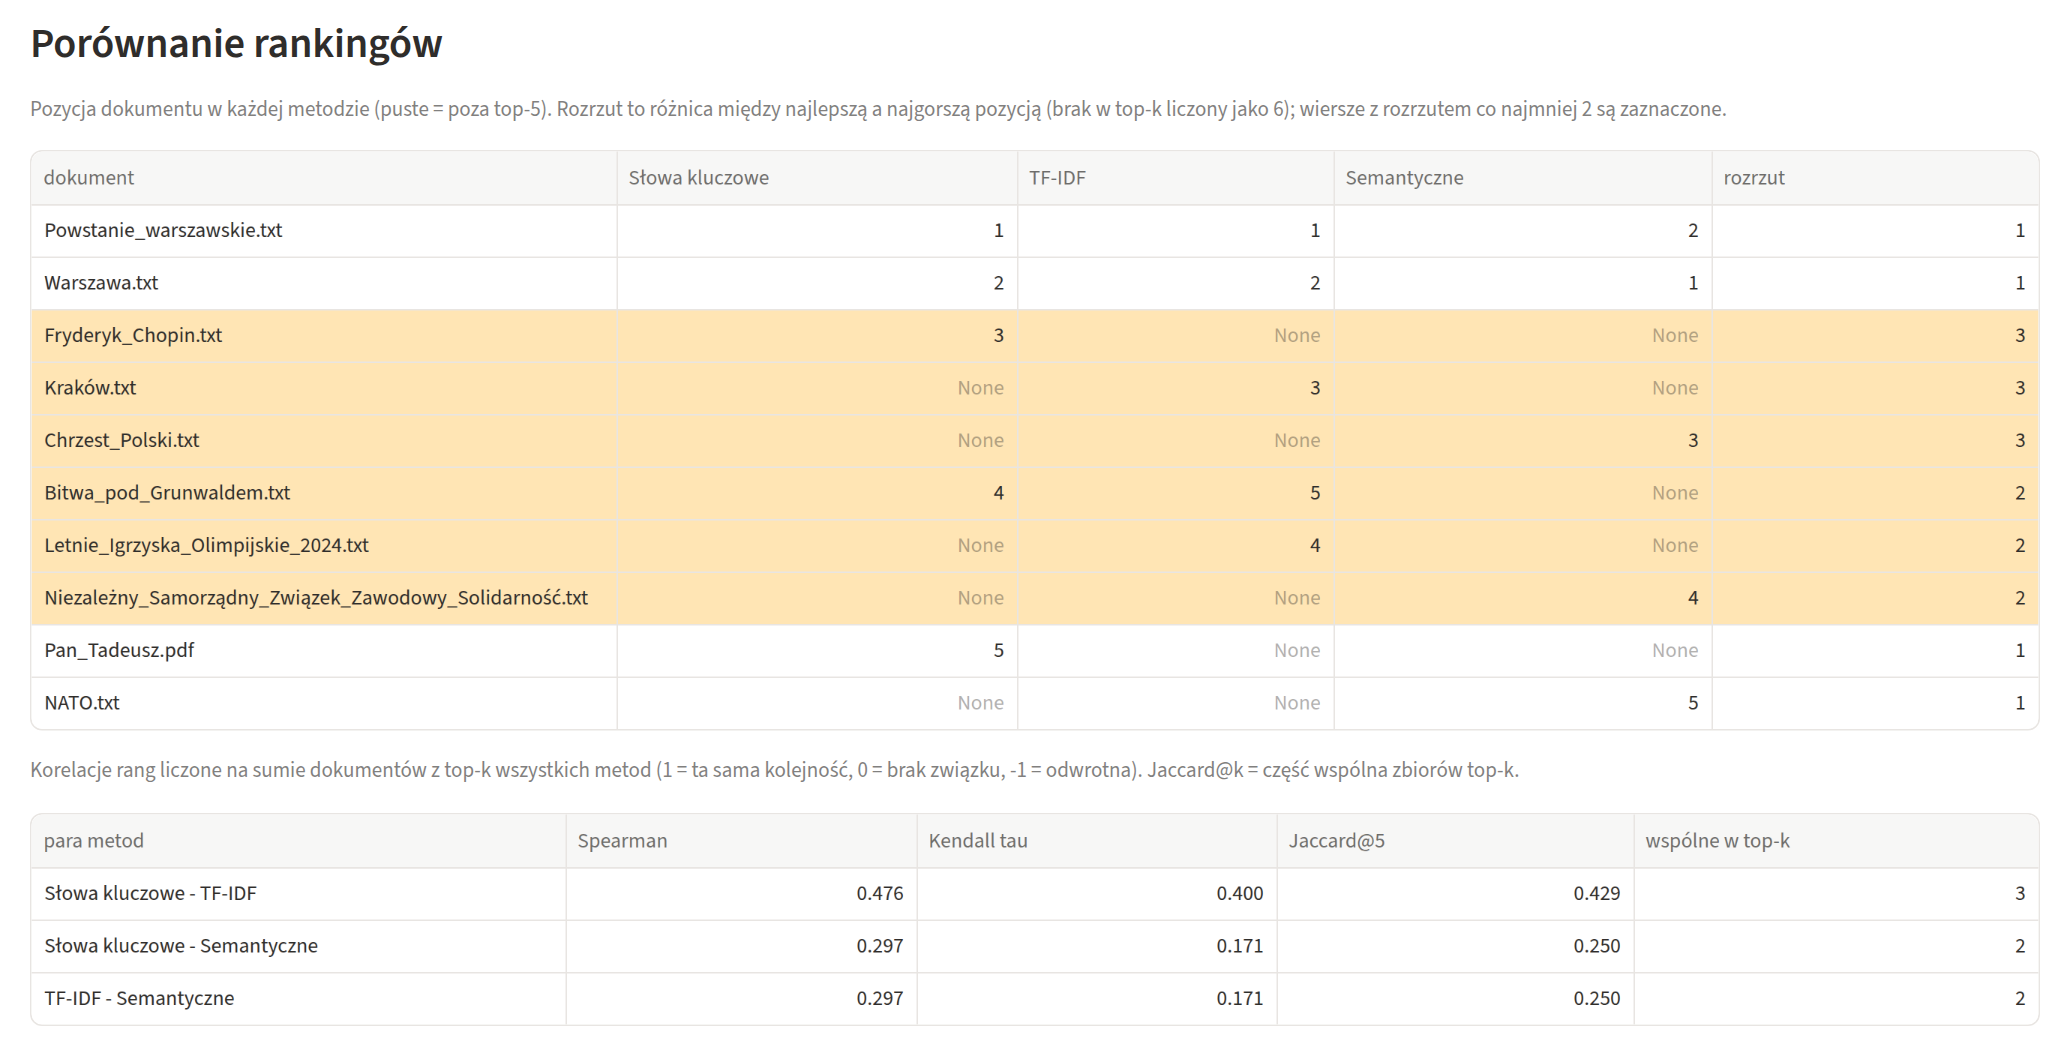 Porównanie rankingów
Pozycja dokumentu w każdej metodzie (puste = poza top-5). Rozrzut to różnica między najlepszą a najgorszą pozycją (brak w top-k liczony jako 6); wiersze z rozrzutem co najmniej 2 są zaznaczone.
dokument Słowa kluczowe TF-IDF Semantyczne rozrzut
Powstanie_warszawskie.txt 1 1 2 1
Warszawa.txt 2 2 1 1
Fryderyk_Chopin.txt 3 None None 3
Kraków.txt None 3 None 3
Chrzest_Polski.txt None None 3 3
Bitwa_pod_Grunwaldem.txt 4 5 None 2
Letnie_Igrzyska_Olimpijskie_2024.txt None 4 None 2
Niezależny_Samorządny_Związek_Zawodowy_Solidarność.txt None None 4 2
Pan_Tadeusz.pdf 5 None None 1
NATO.txt None None 5 1
Korelacje rang liczone na sumie dokumentów z top-k wszystkich metod (1 = ta sama kolejność, 0 = brak związku, -1 = odwrotna). Jaccard@k = część wspólna zbiorów top-k.
para metod Spearman Kendall tau Jaccard@5 wspólne w top-k
Słowa kluczowe - TF-IDF 0.476 0.400 0.429 3
Słowa kluczowe - Semantyczne 0.297 0.171 0.250 2
TF-IDF - Semantyczne 0.297 0.171 0.250 2